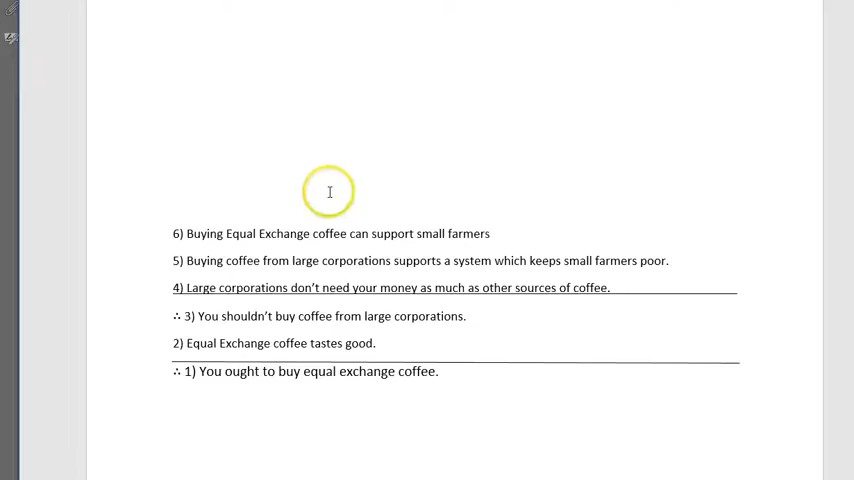 6) Buying Equal Exchange coffee can support small farmers
5) Buying coffee from large corporations supports a system which keeps small farmers poor.
4) Large corporations don't need your money as much as other sources of coffee.
∴ 3) You shouldn't buy coffee from large corporations.
2) Equal Exchange coffee tastes good.
∴ 1) You ought to buy equal exchange coffee.